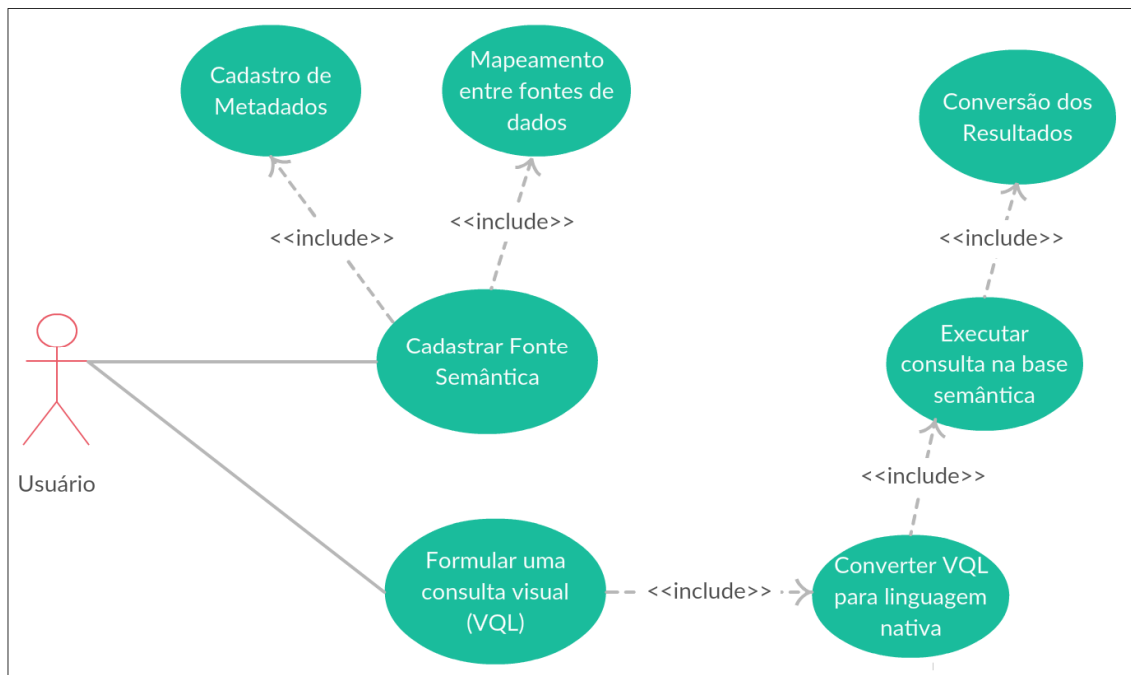 Cadastro de
Metadados
Mapeamento
entre fontes de
dados
Conversão dos
Resultados
<<include>>
<<include>>
<<include>>
Cadastrar Fonte
Semântica
Executar
consulta na base
semântica
Usuário
<<include>>
Formular uma
consulta visual
(VQL)
<<include>>
Converter VQL
para linguagem
nativa